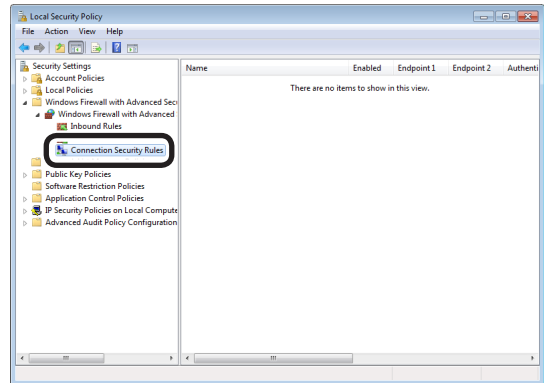 Local Security Policy
File Action View Help
Security Settings
Account Policies
Local Policies
Windows Firewall with Advanced Secu
Windows Firewall with Advanced
Inbound Rules
Connection Security Rules
Public Key Policies
Software Restriction Policies
Application Control Policies
IP Security Policies on Local Compute
Advanced Audit Policy Configuration
Name Enabled Endpoint 1 Endpoint 2 Authenti
There are no items to show in this view.